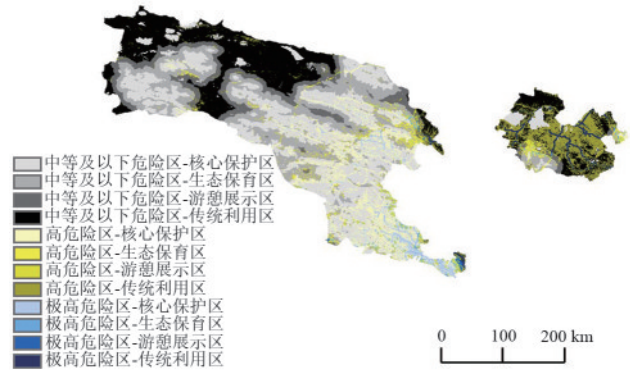 中等及以下危险区-核心保护区
中等及以下危险区-生态保育区
中等及以下危险区-游憩展示区
中等及以下危险区-传统利用区
高危险区-核心保护区
高危险区-生态保育区
高危险区-游憩展示区
高危险区-传统利用区
极高危险区-核心保护区
极高危险区-生态保育区
极高危险区-游憩展示区
极高危险区-传统利用区
0 100 200 km